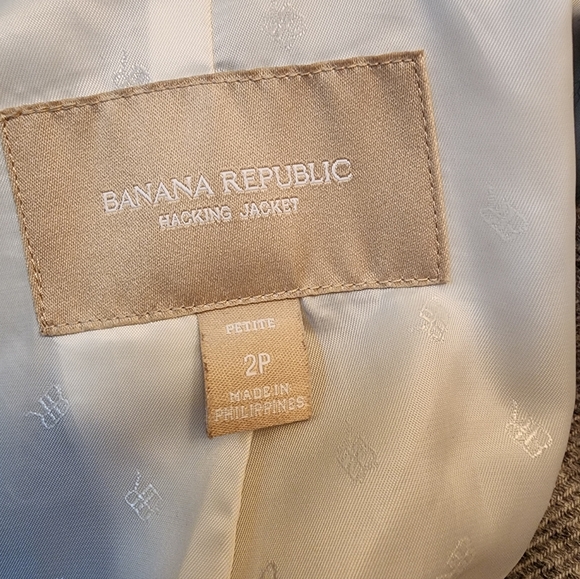 BANANA REPUBLIC
HACKING JACKET
PETITE
2P
MADE IN
PHILIPPINES